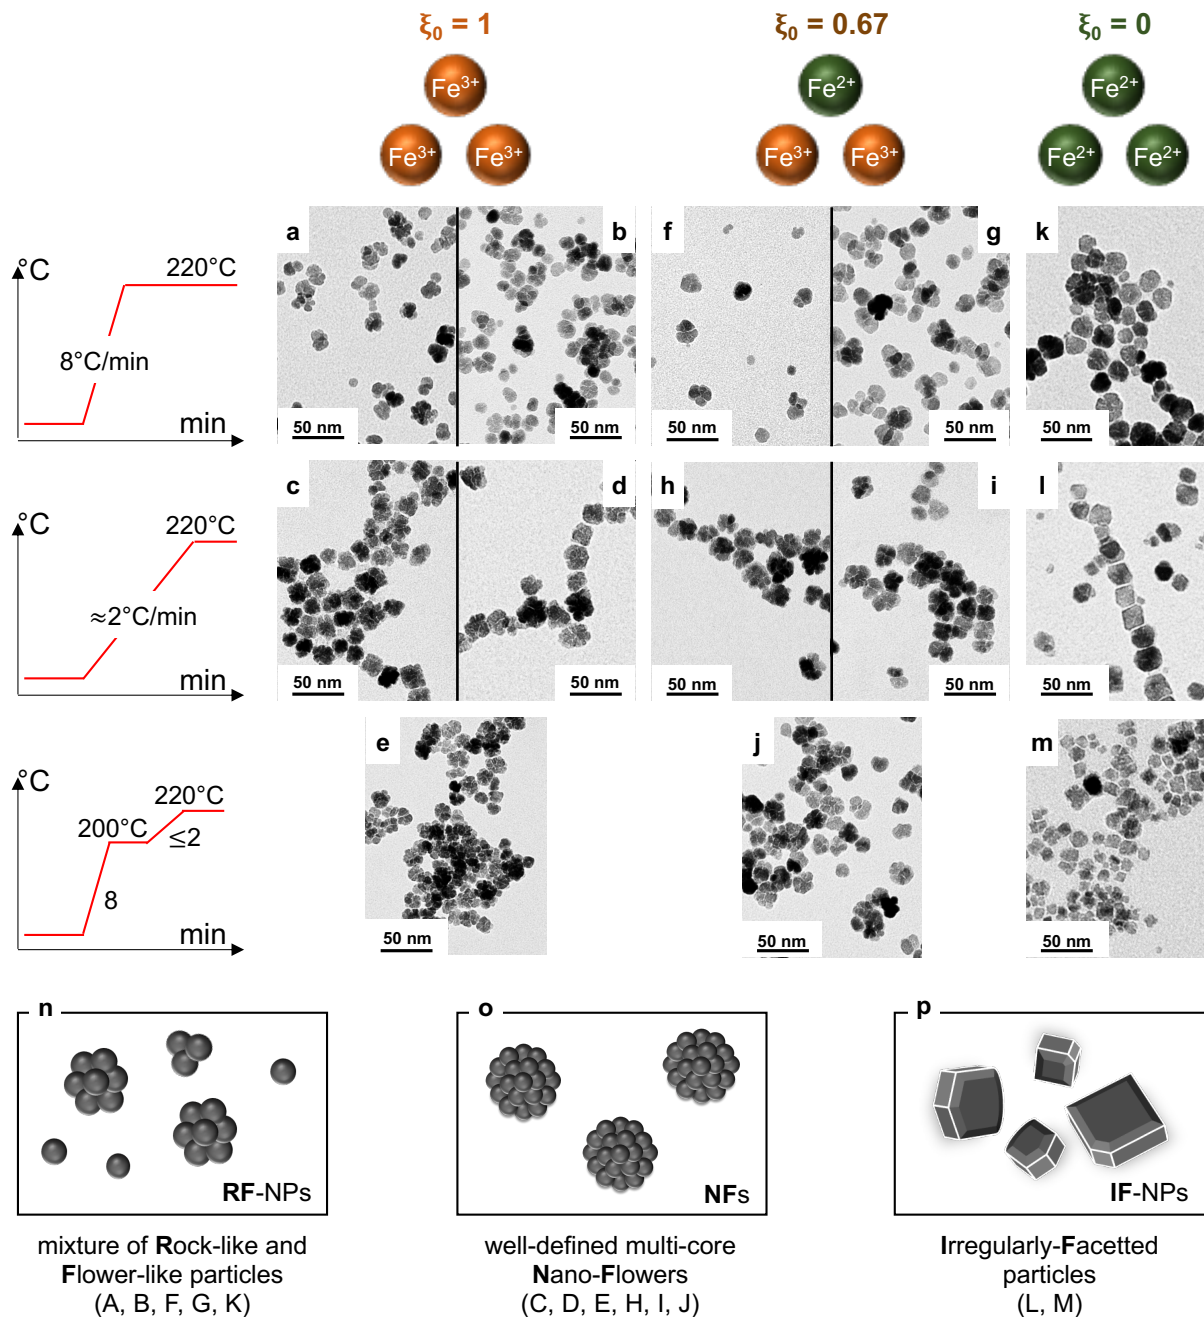 ξ₀ = 1
ξ₀ = 0.67
ξ₀ = 0
Fe³⁺
Fe²⁺
Fe²⁺
Fe³⁺ Fe³⁺
Fe³⁺ Fe³⁺
Fe²⁺ Fe²⁺
a
b
f
g
k
°C
220°C
8°C/min
min
50 nm
50 nm
50 nm
50 nm
50 nm
c
d
h
i
l
°C
220°C
≈2°C/min
min
50 nm
50 nm
50 nm
50 nm
50 nm
e
j
m
°C
220°C
200°C
≤2
8
min
50 nm
50 nm
50 nm
n
RF-NPs
o
NFs
p
IF-NPs
mixture of Rock-like and
Flower-like particles
(A, B, F, G, K)
well-defined multi-core
Nano-Flowers
(C, D, E, H, I, J)
Irregularly-Facetted
particles
(L, M)